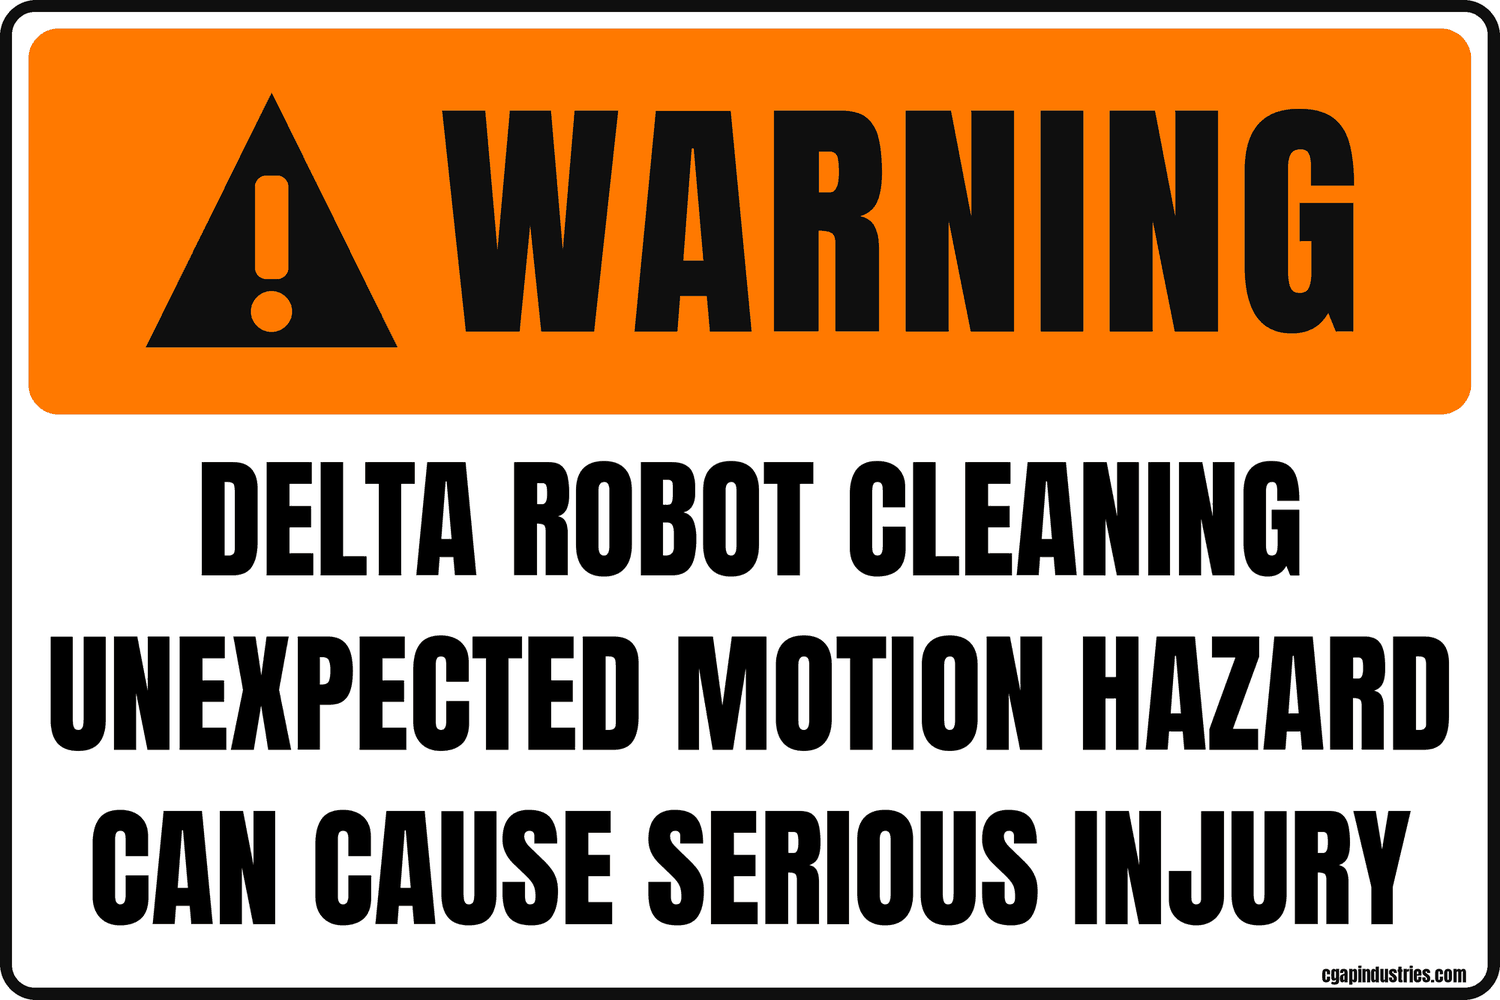 WARNING
DELTA ROBOT CLEANING
UNEXPECTED MOTION HAZARD
CAN CAUSE SERIOUS INJURY
cgapindustries.com